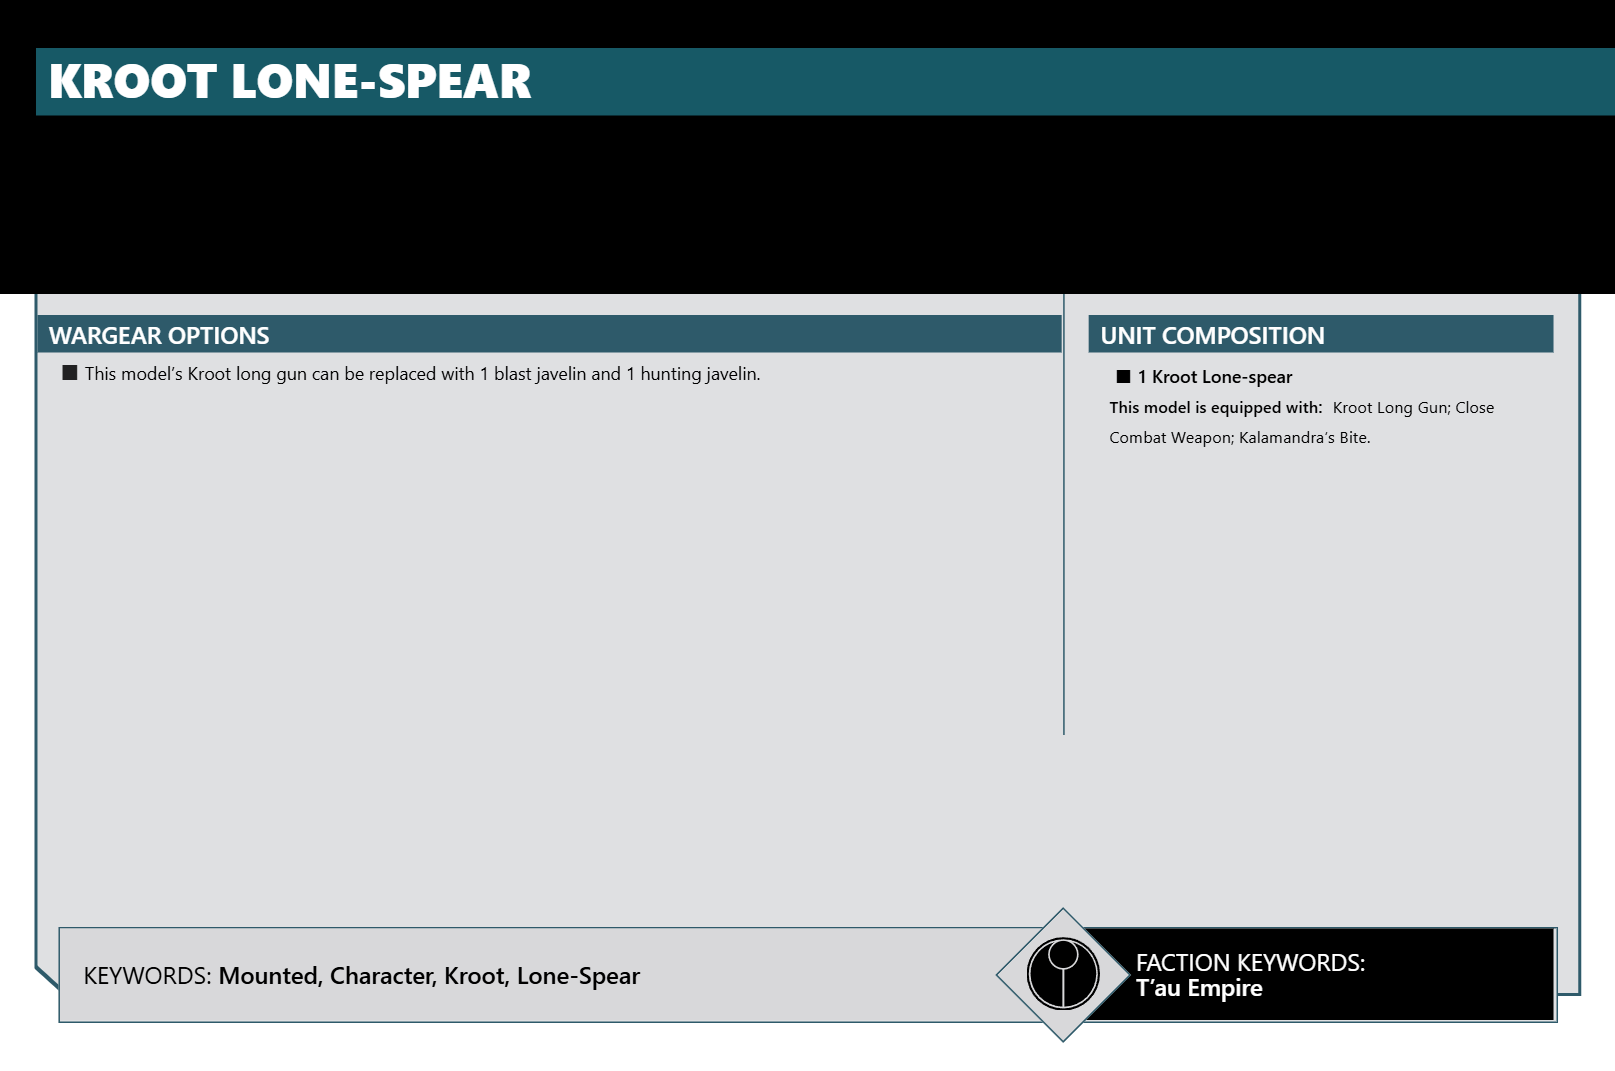 KROOT LONE-SPEAR
WARGEAR OPTIONS
■ This model’s Kroot long gun can be replaced with 1 blast javelin and 1 hunting javelin.
UNIT COMPOSITION
■ 1 Kroot Lone-spear
This model is equipped with: Kroot Long Gun; Close
Combat Weapon; Kalamandra’s Bite.
KEYWORDS: Mounted, Character, Kroot, Lone-Spear
FACTION KEYWORDS:
T’au Empire